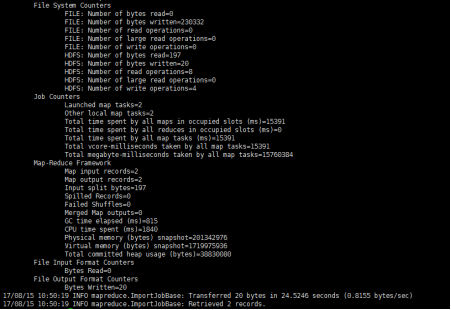 File System Counters
FILE: Number of bytes read=0
FILE: Number of bytes written=230332
FILE: Number of read operations=0
FILE: Number of large read operations=0
FILE: Number of write operations=0
HDFS: Number of bytes read=197
HDFS: Number of bytes written=20
HDFS: Number of read operations=8
HDFS: Number of large read operations=0
HDFS: Number of write operations=4
Job Counters
Launched map tasks=2
Other local map tasks=2
Total time spent by all maps in occupied slots (ms)=15391
Total time spent by all reduces in occupied slots (ms)=0
Total time spent by all map tasks (ms)=15391
Total vcore-milliseconds taken by all map tasks=15391
Total megabyte-milliseconds taken by all map tasks=15760384
Map-Reduce Framework
Map input records=2
Map output records=2
Input split bytes=197
Spilled Records=0
Failed Shuffles=0
Merged Map outputs=0
GC time elapsed (ms)=815
CPU time spent (ms)=1840
Physical memory (bytes) snapshot=201342976
Virtual memory (bytes) snapshot=1719975936
Total committed heap usage (bytes)=38830080
File Input Format Counters
Bytes Read=0
File Output Format Counters
Bytes Written=20
17/08/15 10:50:19 INFO mapreduce.ImportJobBase: Transferred 20 bytes in 24.5246 seconds (0.8155 bytes/sec)
17/08/15 10:50:19 INFO mapreduce.ImportJobBase: Retrieved 2 records.